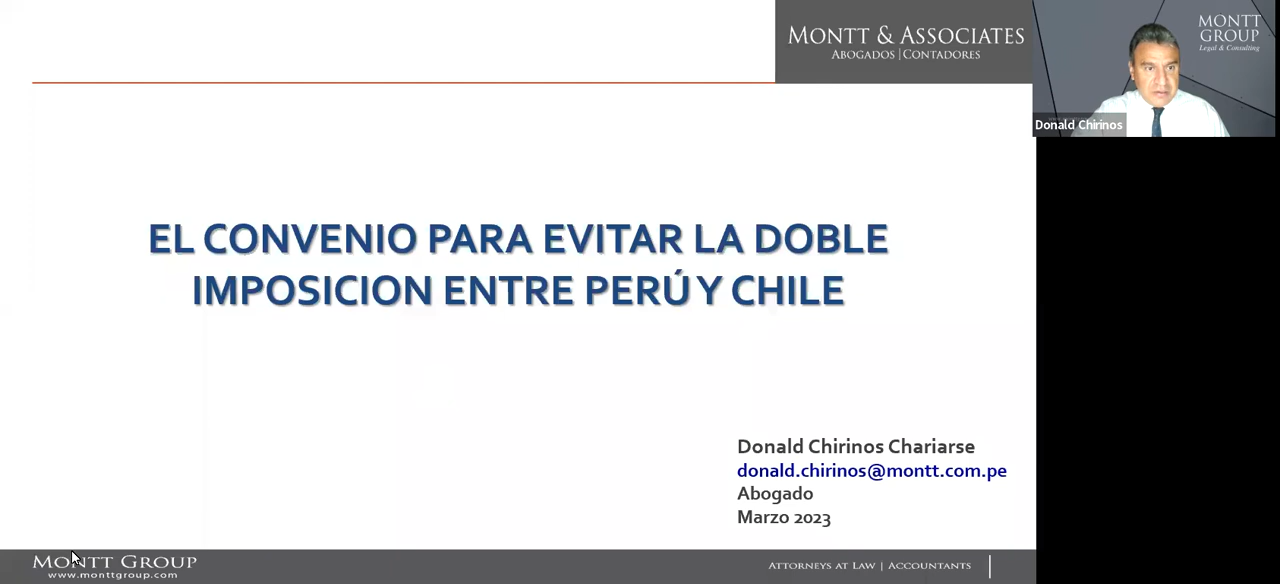 MONTT & ASSOCIATES
ABOGADOS | CONTADORES
MONTT
GROUP
Legal & Consulting
Donald Chirinos
EL CONVENIO PARA EVITAR LA DOBLE
IMPOSICION ENTRE PERÚ Y CHILE
Donald Chirinos Chariarse
donald.chirinos@montt.com.pe
Abogado
Marzo 2023
MONTT GROUP
www.monttgroup.com
ATTORNEYS AT LAW | ACCOUNTANTS